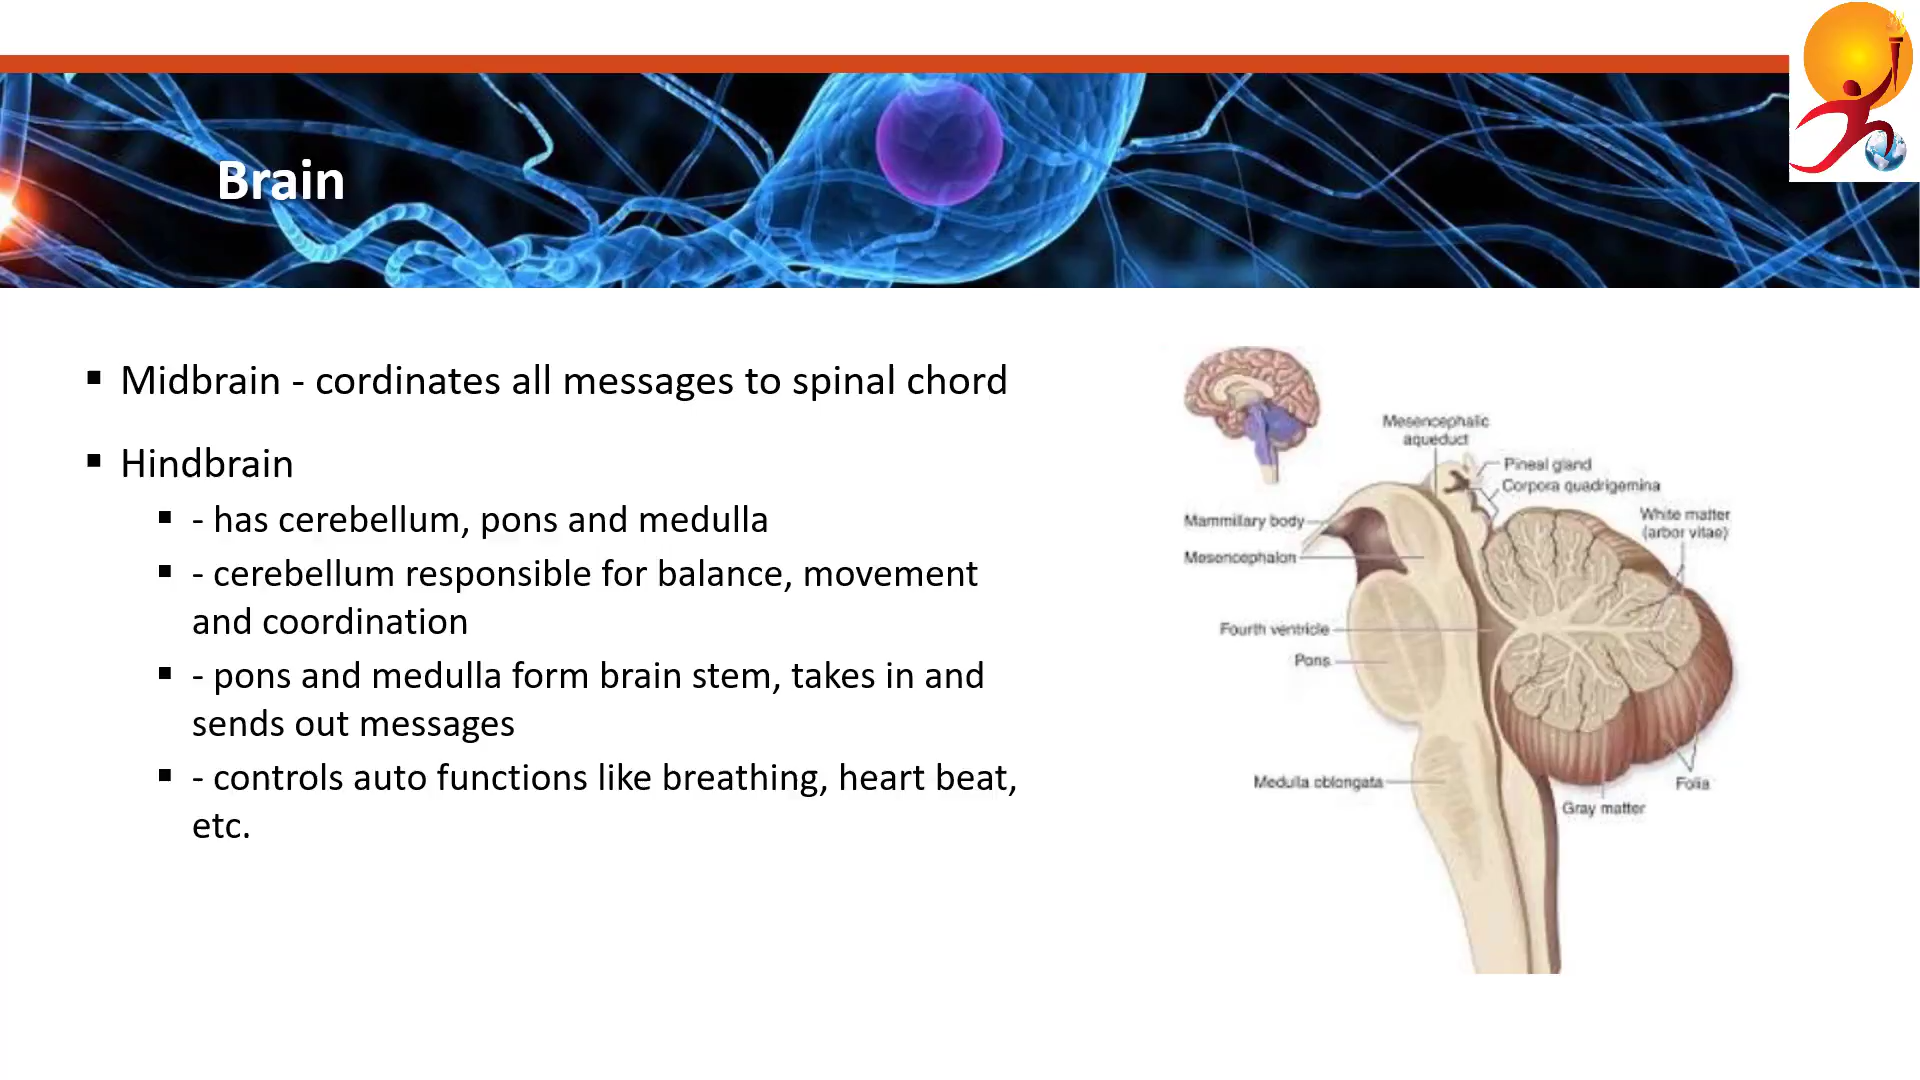 Brain
▪ Midbrain - cordinates all messages to spinal chord
▪ Hindbrain
▪ - has cerebellum, pons and medulla
▪ - cerebellum responsible for balance, movement
and coordination
▪ - pons and medulla form brain stem, takes in and
sends out messages
▪ - controls auto functions like breathing, heart beat,
etc.
Mesencephalic
aqueduct
Pineal gland
Corpora quadrigemina
White matter
(arbor vitae)
Mammillary body
Mesencephalon
Fourth ventricle
Pons
Medulla oblongata
Folia
Gray matter